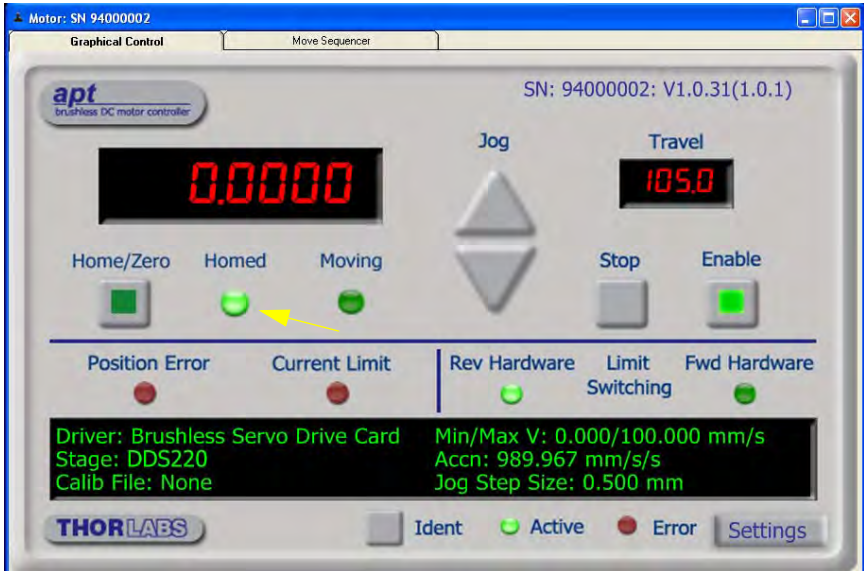 Motor: SN 94000002
Graphical Control
Move Sequencer
apt
brushless DC motor controller
SN: 94000002: V1.0.31(1.0.1)
Jog
Travel
0.0000
105.0
Home/Zero
Homed
Moving
Stop
Enable
Position Error
Current Limit
Rev Hardware
Limit
Switching
Fwd Hardware
Driver: Brushless Servo Drive Card
Stage: DDS220
Calib File: None
Min/Max V: 0.000/100.000 mm/s
Accn: 989.967 mm/s/s
Jog Step Size: 0.500 mm
THORLABS
Ident
Active
Error
Settings